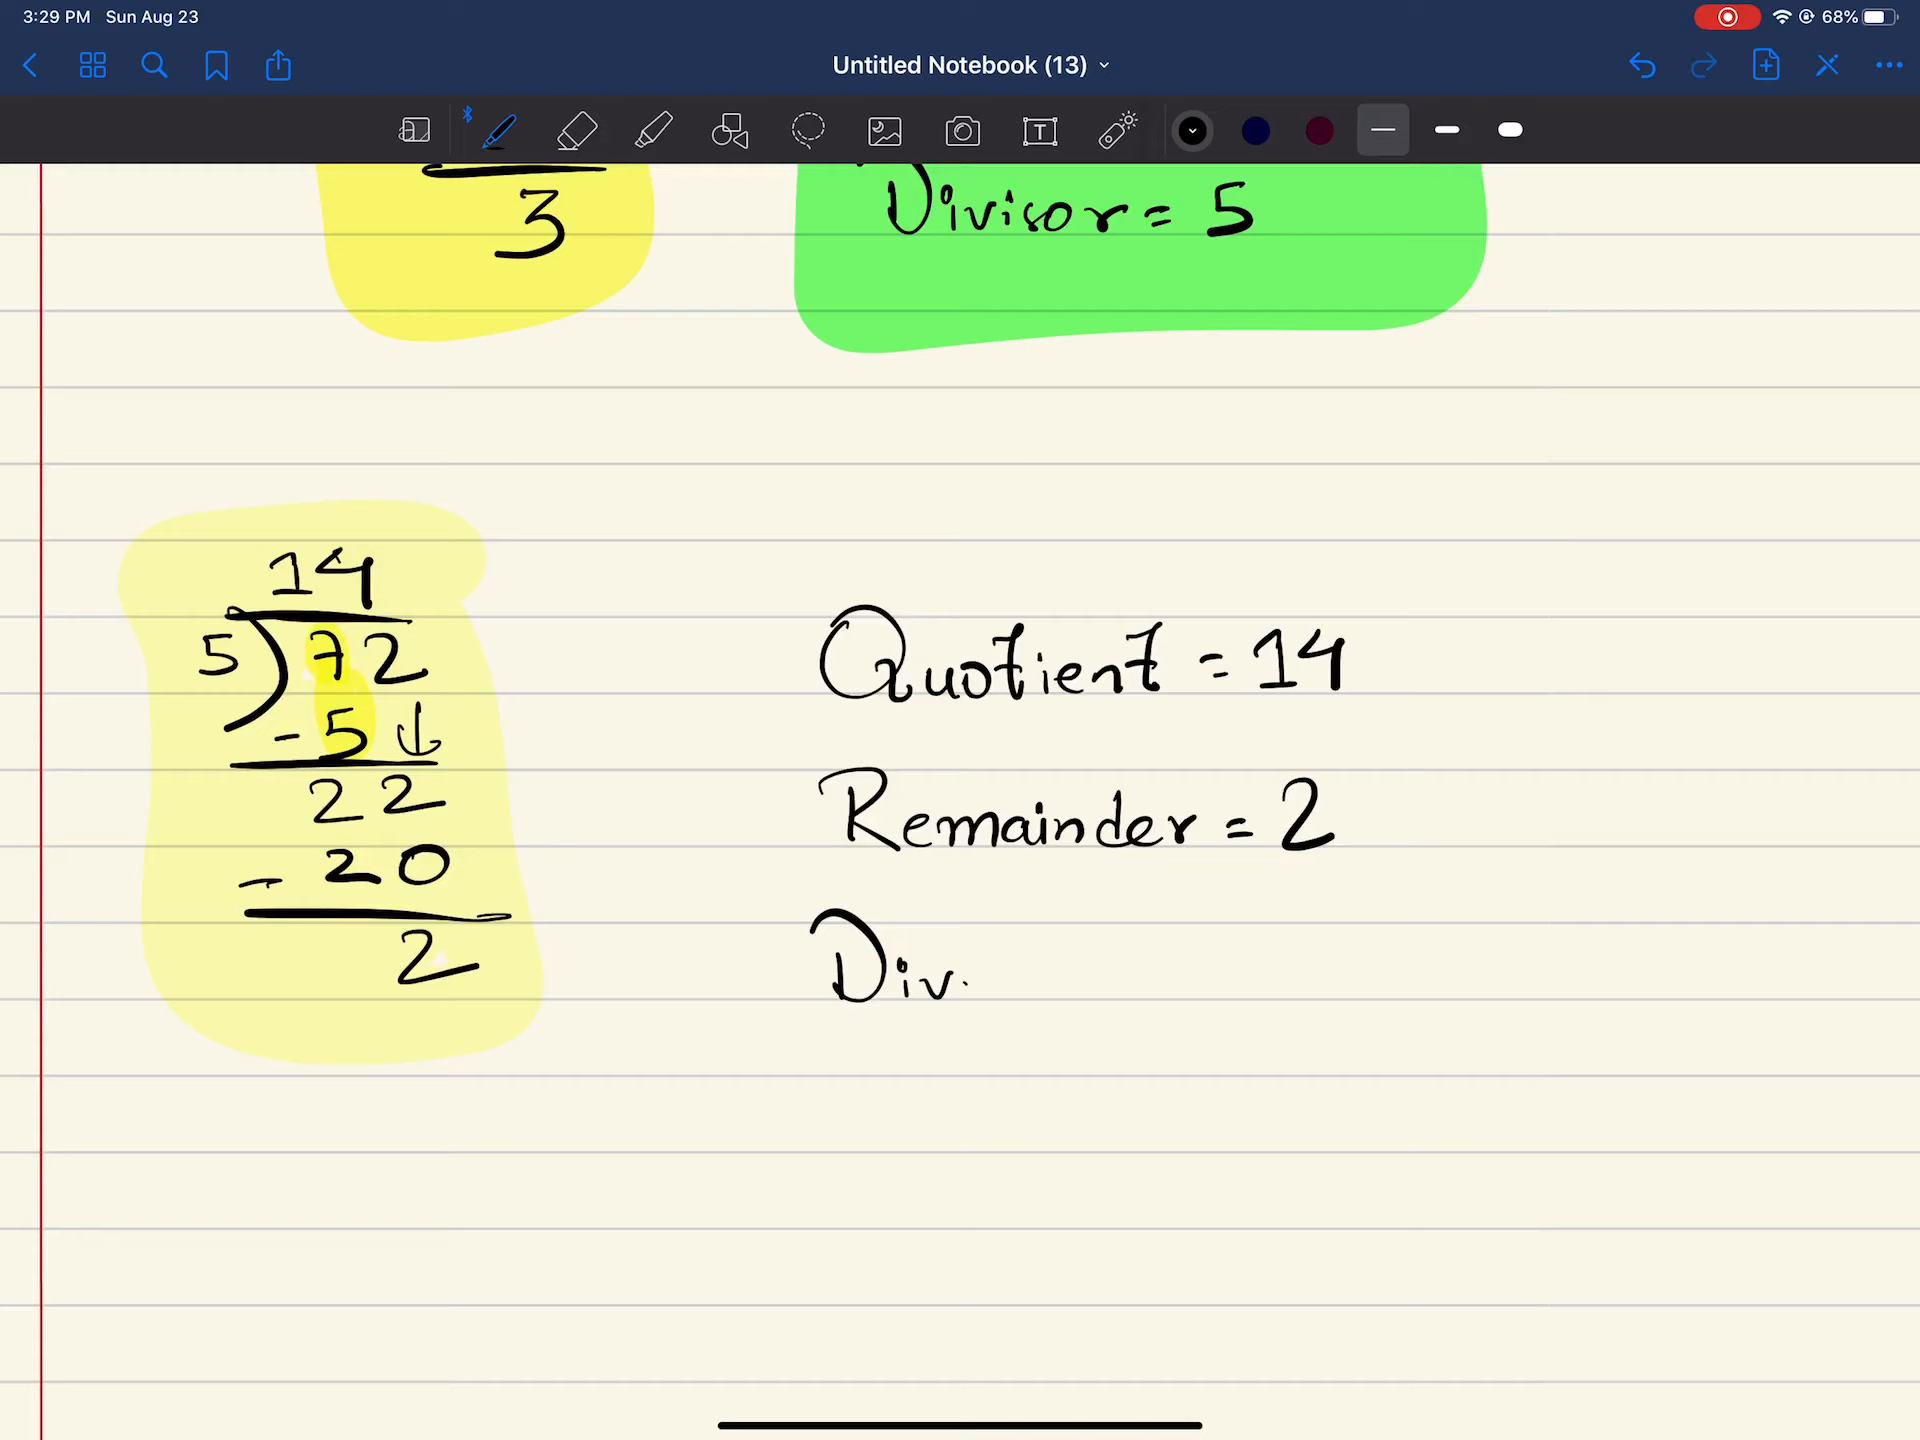 3:29 PM Sun Aug 23
68%
Untitled Notebook (13)
3
Divisor = 5
14
5 72
- 5
22
- 20
2
Quotient = 14
Remainder = 2
Div.